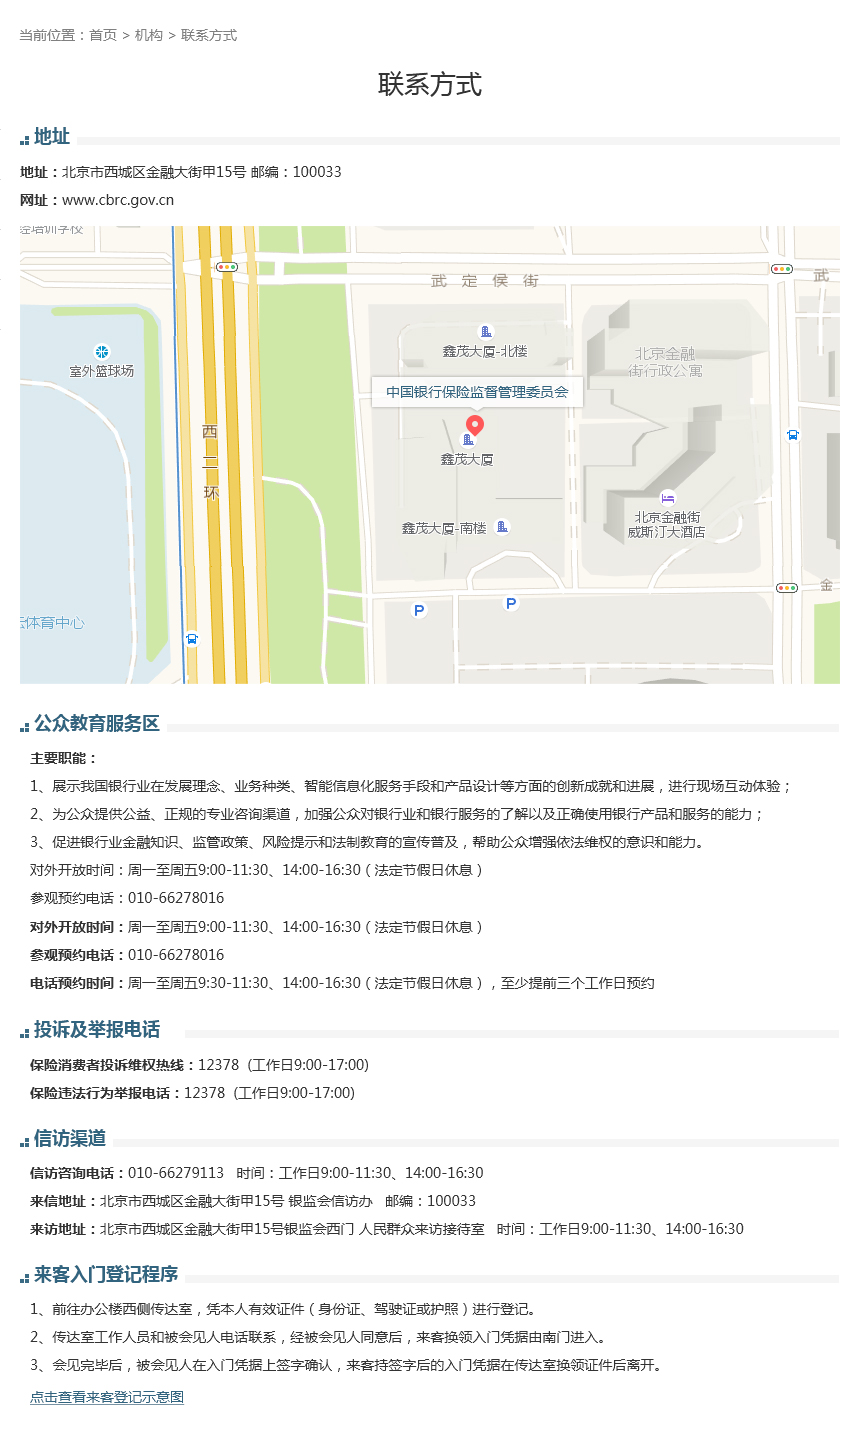 当前位置：首页 > 机构 > 联系方式
联系方式
地址
地址：北京市西城区金融大街甲15号 邮编：100033
网址：www.cbrc.gov.cn
培训学校
武 定 侯 街
武
北京金融
街行政公寓
鑫茂大厦-北楼
室外篮球场
中国银行保险监督管理委员会
西
二
环
鑫茂大厦
北京金融街
威斯汀大酒店
鑫茂大厦-南楼
金
P
P
体育中心
公众教育服务区
主要职能：
1、展示我国银行业在发展理念、业务种类、智能信息化服务手段和产品设计等方面的创新成就和进展，进行现场互动体验；
2、为公众提供公益、正规的专业咨询渠道，加强公众对银行业和银行服务的了解以及正确使用银行产品和服务的能力；
3、促进银行业金融知识、监管政策、风险提示和法制教育的宣传普及，帮助公众增强依法维权的意识和能力。
对外开放时间：周一至周五9:00-11:30、14:00-16:30（法定节假日休息）
参观预约电话：010-66278016
对外开放时间：周一至周五9:00-11:30、14:00-16:30（法定节假日休息）
参观预约电话：010-66278016
电话预约时间：周一至周五9:30-11:30、14:00-16:30（法定节假日休息），至少提前三个工作日预约
投诉及举报电话
保险消费者投诉维权热线：12378  (工作日9:00-17:00)
保险违法行为举报电话：12378  (工作日9:00-17:00)
信访渠道
信访咨询电话：010-66279113   时间：工作日9:00-11:30、14:00-16:30
来信地址：北京市西城区金融大街甲15号 银监会信访办   邮编：100033
来访地址：北京市西城区金融大街甲15号银监会西门 人民群众来访接待室   时间：工作日9:00-11:30、14:00-16:30
来客入门登记程序
1、前往办公楼西侧传达室，凭本人有效证件（身份证、驾驶证或护照）进行登记。
2、传达室工作人员和被会见人电话联系，经被会见人同意后，来客换领入门凭据由南门进入。
3、会见完毕后，被会见人在入门凭据上签字确认，来客持签字后的入门凭据在传达室换领证件后离开。
点击查看来客登记示意图